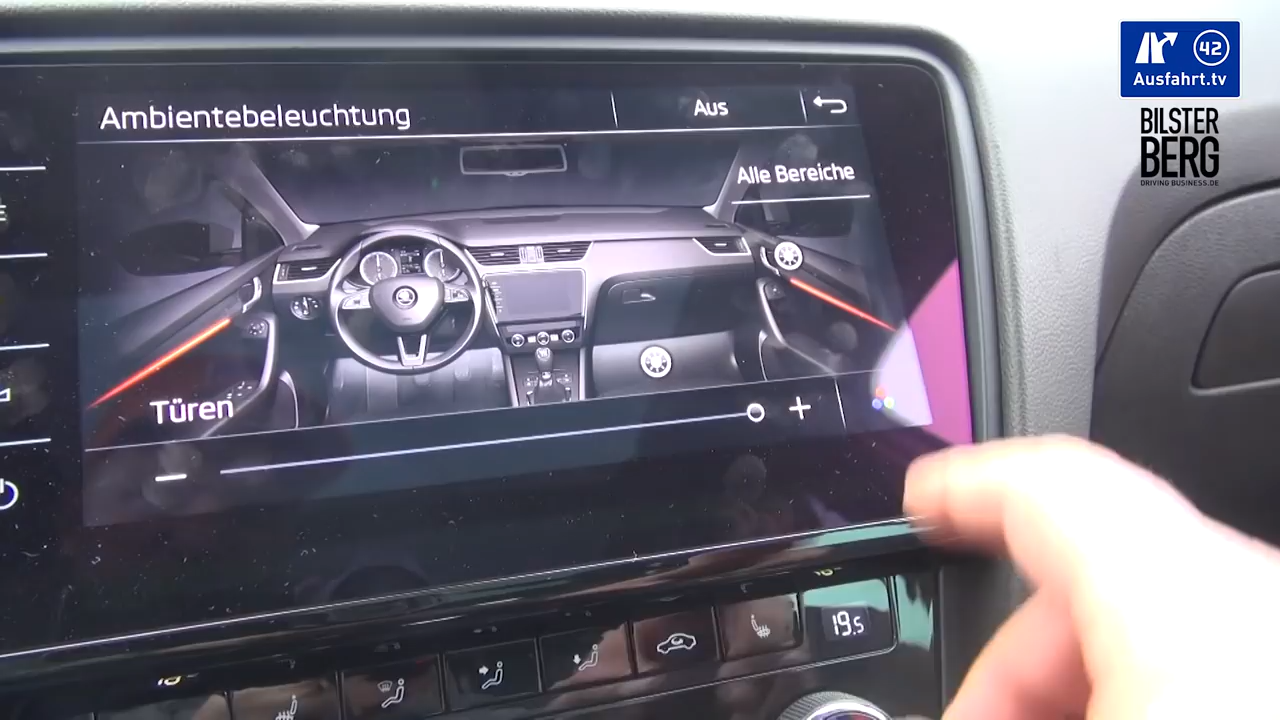 42
Ausfahrt.tv
BILSTER
BERG
DRIVING BUSINESS.DE
Ambientebeleuchtung
Aus
Alle Bereiche
Türen
19.5